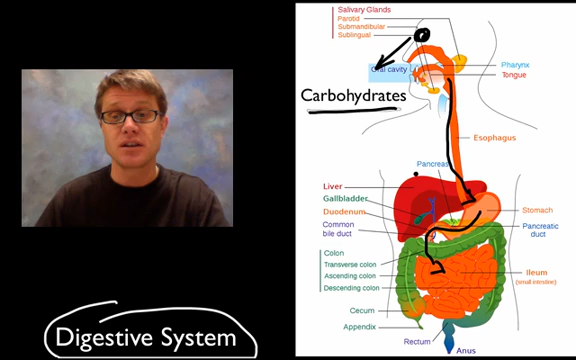 Salivary Glands
Parotid
Submandibular
Sublingual
Oral cavity
Carbohydrates
Pharynx
Tongue
Esophagus
Pancreas
Liver
Gallbladder
Duodenum
Common
bile duct
Stomach
Pancreatic
duct
Colon
Transverse colon
Ascending colon
Descending colon
Ileum
(small intestine)
Cecum
Appendix
Rectum
Anus
Digestive System